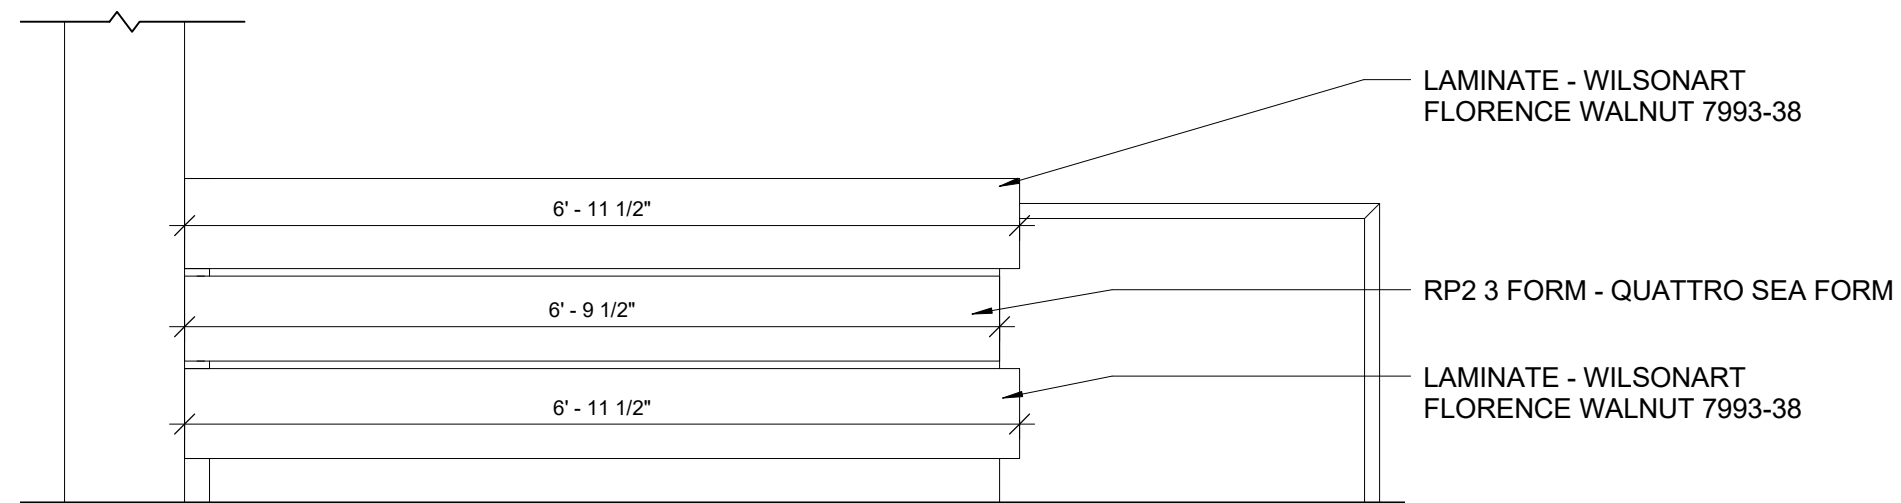 LAMINATE - WILSONART
FLORENCE WALNUT 7993-38
6' - 11 1/2"
RP2 3 FORM - QUATTRO SEA FORM
6' - 9 1/2"
LAMINATE - WILSONART
FLORENCE WALNUT 7993-38
6' - 11 1/2"